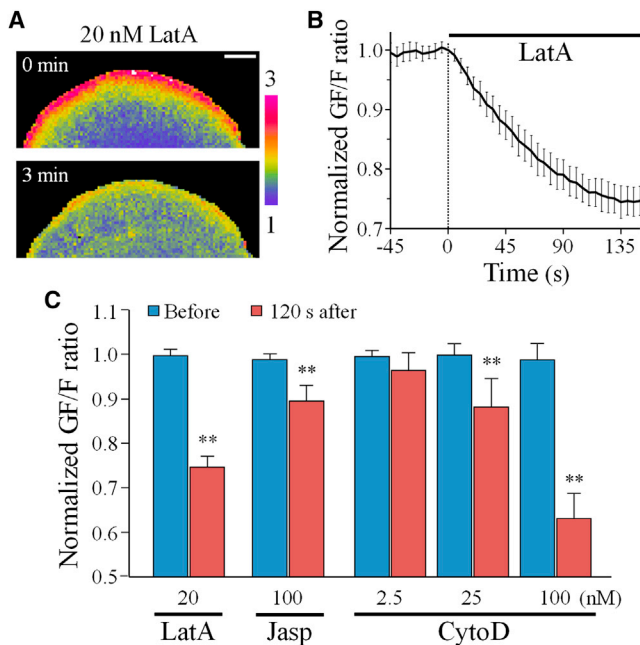 A
20 nM LatA
0 min
3 min
3
1
B
LatA
Normalized GF/F ratio
1.0
0.9
0.8
0.7
-45 0 45 90 135
Time (s)
C
Before 120 s after
Normalized GF/F ratio
1.1
1.0
0.9
0.8
0.7
0.6
0.5
** ** ** **
20 100 2.5 25 100 (nM)
LatA Jasp CytoD